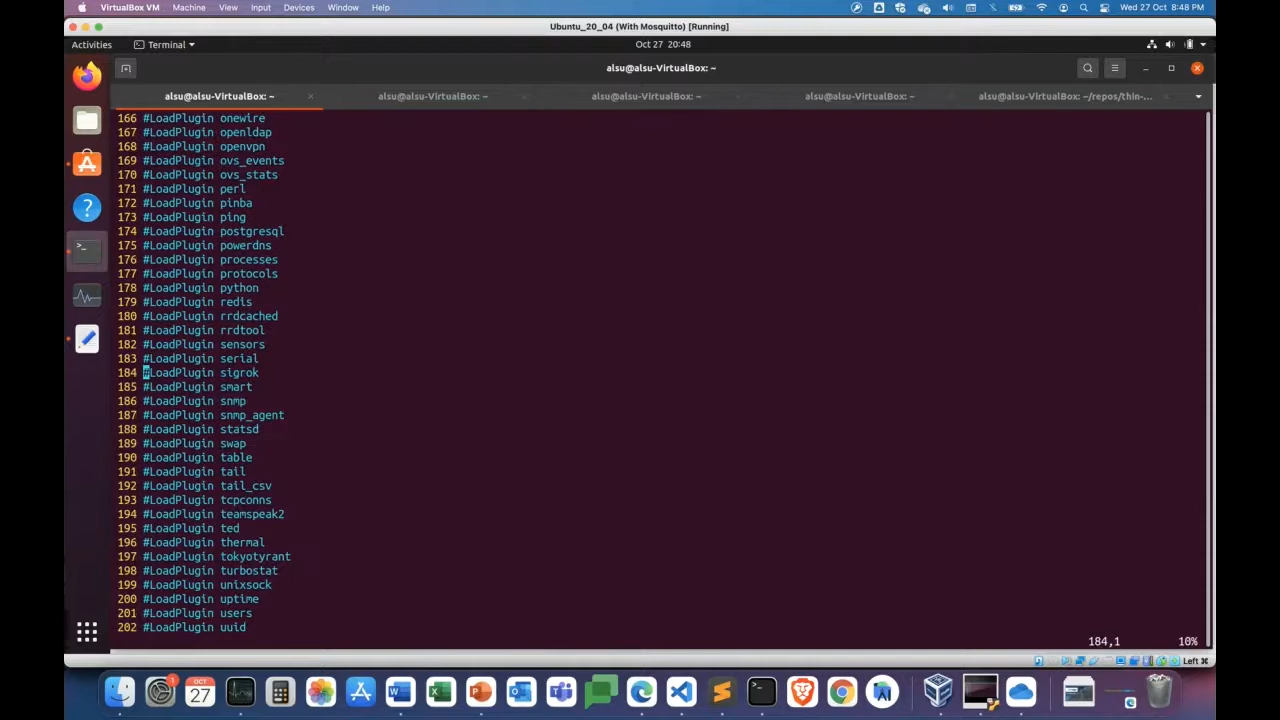 VirtualBox VM Machine View Input Devices Window Help Wed 27 Oct 8:48 PM
Ubuntu_20_04 (With Mosquitto) [Running]
Activities Terminal Oct 27 20:48
alsu@alsu-VirtualBox: ~
alsu@alsu-VirtualBox: ~ alsu@alsu-VirtualBox: ~ alsu@alsu-VirtualBox: ~ alsu@alsu-VirtualBox: ~ alsu@alsu-VirtualBox: ~/repos/thin-...
166 #LoadPlugin onewire
167 #LoadPlugin openldap
168 #LoadPlugin openvpn
169 #LoadPlugin ovs_events
170 #LoadPlugin ovs_stats
171 #LoadPlugin perl
172 #LoadPlugin pinba
173 #LoadPlugin ping
174 #LoadPlugin postgresql
175 #LoadPlugin powerdns
176 #LoadPlugin processes
177 #LoadPlugin protocols
178 #LoadPlugin python
179 #LoadPlugin redis
180 #LoadPlugin rrdcached
181 #LoadPlugin rrdtool
182 #LoadPlugin sensors
183 #LoadPlugin serial
184 #LoadPlugin sigrok
185 #LoadPlugin smart
186 #LoadPlugin snmp
187 #LoadPlugin snmp_agent
188 #LoadPlugin statsd
189 #LoadPlugin swap
190 #LoadPlugin table
191 #LoadPlugin tail
192 #LoadPlugin tail_csv
193 #LoadPlugin tcpconns
194 #LoadPlugin teamspeak2
195 #LoadPlugin ted
196 #LoadPlugin thermal
197 #LoadPlugin tokyotyrant
198 #LoadPlugin turbostat
199 #LoadPlugin unixsock
200 #LoadPlugin uptime
201 #LoadPlugin users
202 #LoadPlugin uuid
184,1 10%
Left ⌘
OCT
27
1